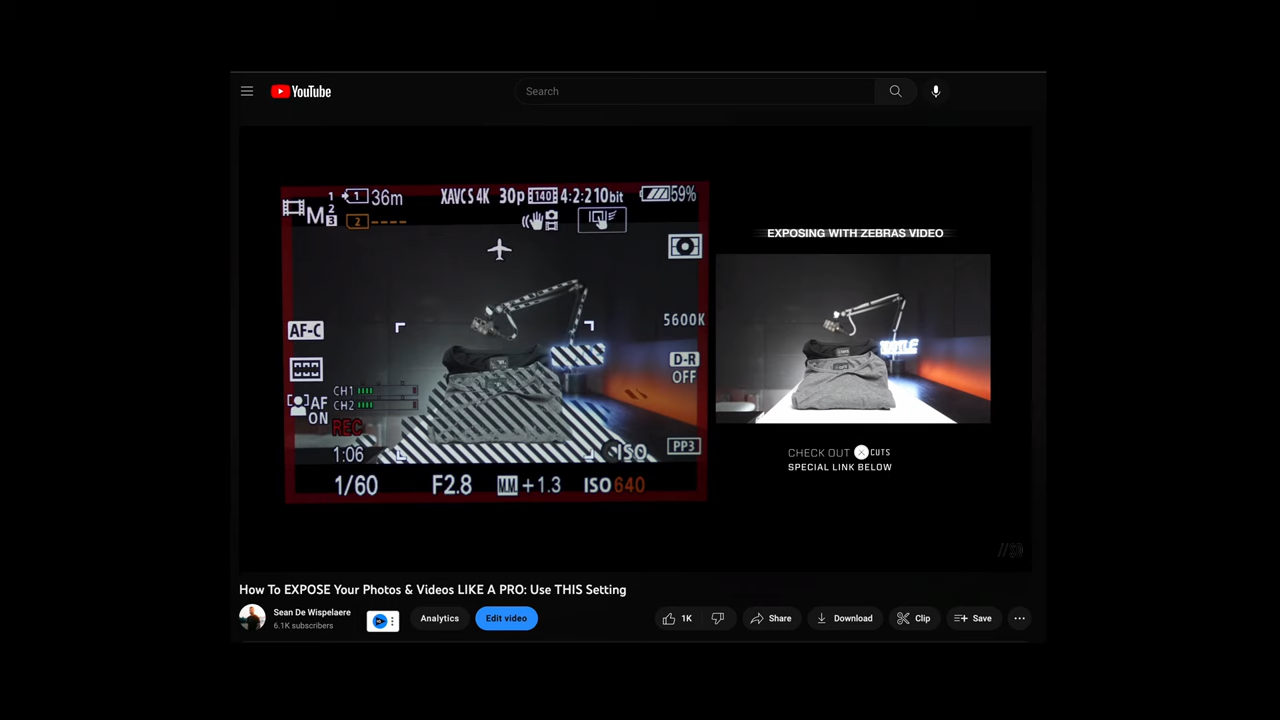 YouTube
Search
1 36m XAVC S 4K 30p 140 4:2:2 10bit 59%
M 1 2 3
2 ----
AF-C
5600K
D-R
OFF
CH1
CH2
AF
ON
REC
1:06
ISO
PP3
1/60 F2.8 M.M. +1.3 ISO 640
EXPOSING WITH ZEBRAS VIDEO
CHECK OUT X CUTS
SPECIAL LINK BELOW
//SD
How To EXPOSE Your Photos & Videos LIKE A PRO: Use THIS Setting
Sean De Wispelaere
6.1K subscribers
Analytics
Edit video
1K
Share
Download
Clip
Save